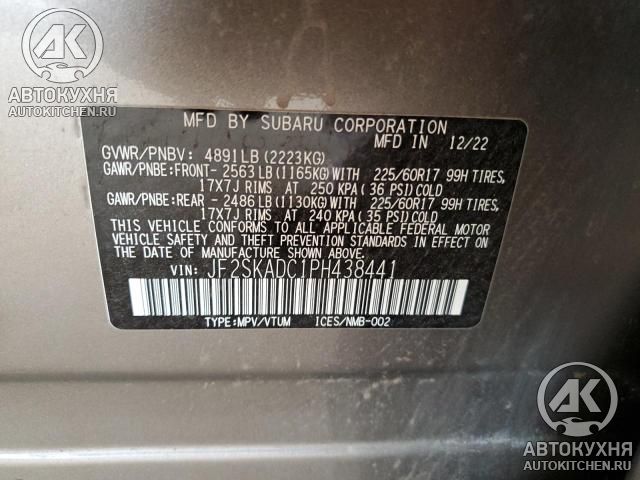 АВТОКУХНЯ
AUTOKITCHEN.RU
MFD BY SUBARU CORPORATION
MFD IN 12/22
GVWR/PNBV: 4891LB (2223KG)
GAWR/PNBE:FRONT- 2563LB (1165KG)WITH 225/60R17 99H TIRES,
17X7J RIMS AT 250 KPA (36 PSI)COLD
GAWR/PNBE:REAR - 2486LB (1130KG)WITH 225/60R17 99H TIRES,
17X7J RIMS AT 240 KPA (35 PSI)COLD
THIS VEHICLE CONFORMS TO ALL APPLICABLE FEDERAL MOTOR
VEHICLE SAFETY AND THEFT PREVENTION STANDARDS IN EFFECT ON
THE DATE OF MANUFACTURE SHOWN ABOVE.
VIN: JF2SKADC1PH438441
TYPE:MPV/VTUM ICES/NMB-002
АК
АВТОКУХНЯ
AUTOKITCHEN.RU